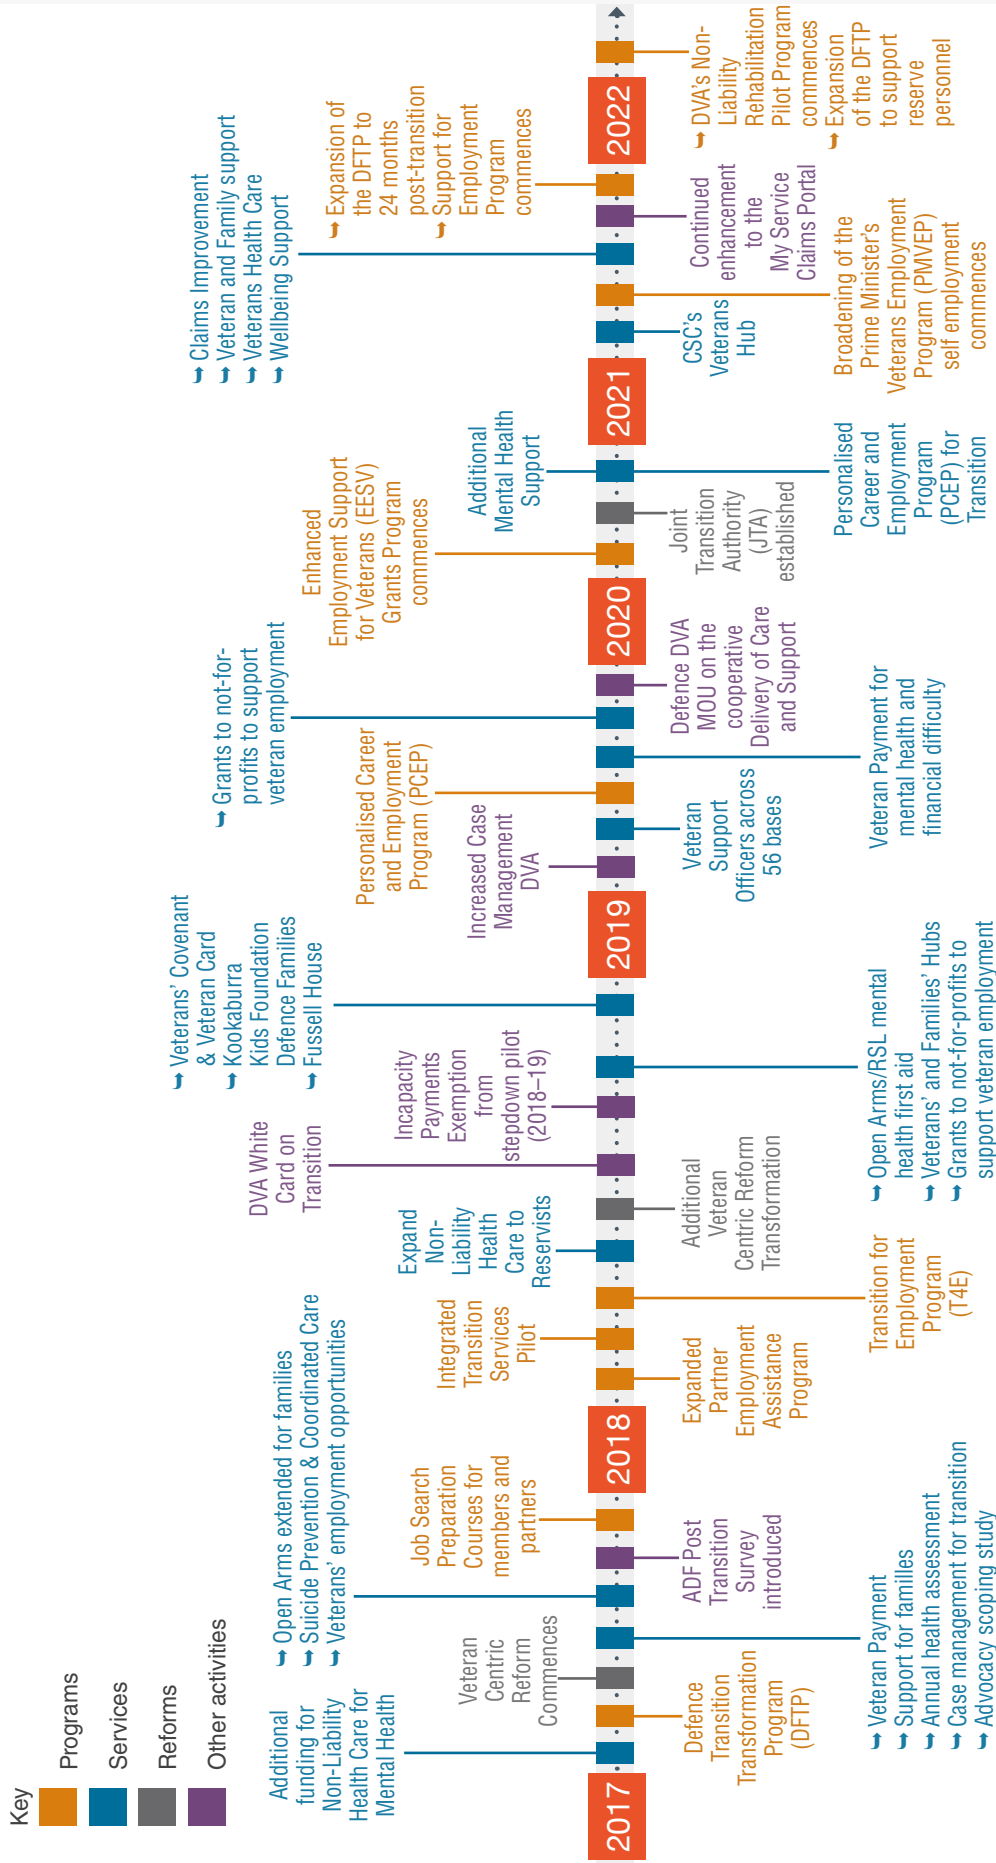 Key
Programs
Services
Reforms
Other activities
2017
Additional
funding for
Non-Liability
Health Care for
Mental Health
Defence
Transition
Transformation
Program
(DFTP)
Veteran
Centric
Reform
Commences
Veteran Payment
Support for families
Annual health assessment
Case management for transition
Advocacy scoping study
Open Arms extended for families
Suicide Prevention & Coordinated Care
Veterans' employment opportunities
ADF Post
Transition
Survey
introduced
Job Search
Preparation
Courses for
members and
partners
2018
Expanded
Partner
Employment
Assistance
Program
Integrated
Transition
Services
Pilot
Transition for
Employment
Program
(T4E)
Expand
Non-
Liability
Health
Care to
Reservists
Additional
Veteran
Centric Reform
Transformation
DVA White
Card on
Transition
Incapacity
Payments
Exemption
from
stepdown pilot
(2018–19)
Open Arms/RSL mental
health first aid
Veterans' and Families' Hubs
Grants to not-for-profits to
support veteran employment
Veterans' Covenant
& Veteran Card
Kookaburra
Kids Foundation
Defence Families
Fussell House
2019
Increased Case
Management
DVA
Veteran
Support
Officers across
56 bases
Personalised Career
and Employment
Program (PCEP)
Veteran Payment for
mental health and
financial difficulty
Grants to not-for-
profits to support
veteran employment
Defence DVA
MOU on the
cooperative
Delivery of Care
and Support
2020
Enhanced
Employment Support
for Veterans (EESV)
Grants Program
commences
Joint
Transition
Authority
(JTA)
established
Additional
Mental Health
Support
Personalised
Career and
Employment
Program
(PCEP) for
Transition
2021
CSC's
Veterans
Hub
Broadening of the
Prime Minister's
Veterans Employment
Program (PMVEP)
self employment
commences
Claims Improvement
Veteran and Family support
Veterans Health Care
Wellbeing Support
Continued
enhancement
to the
My Service
Claims Portal
Expansion of
the DFTP to
24 months
post-transition
Support for
Employment
Program
commences
2022
DVA's Non-
Liability
Rehabilitation
Pilot Program
commences
Expansion
of the DFTP
to support
reserve
personnel